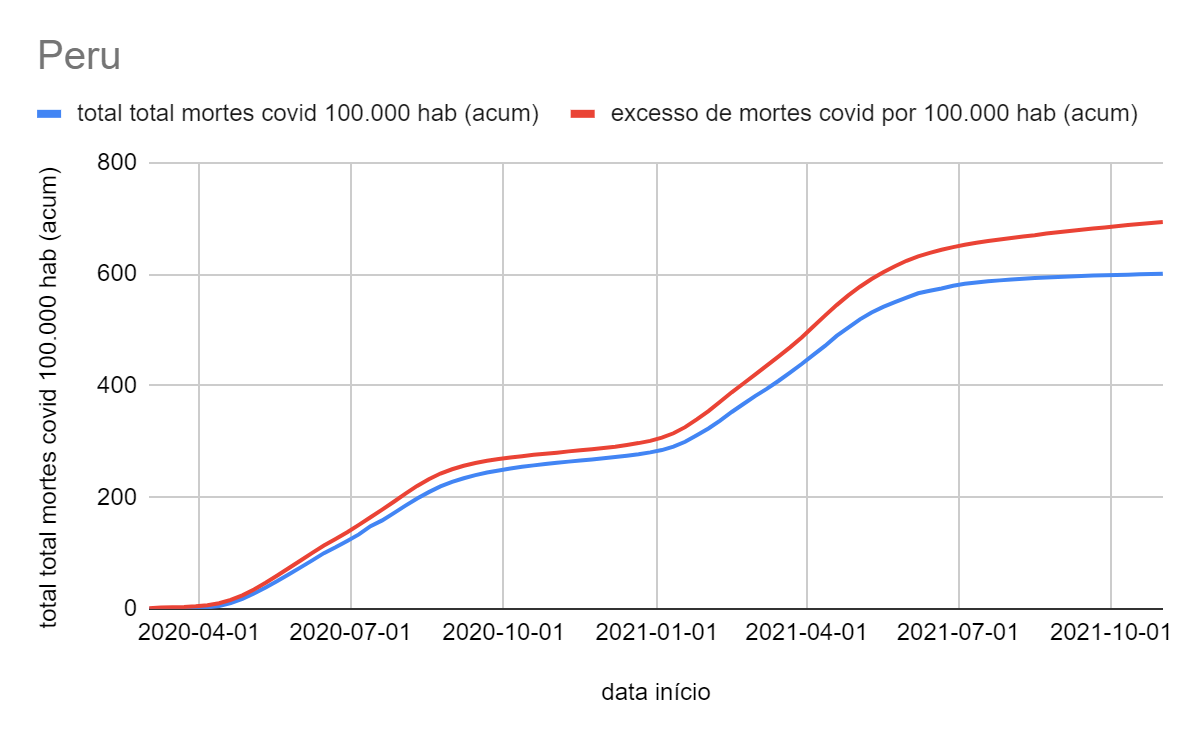 Peru
total total mortes covid 100.000 hab (acum)
excesso de mortes covid por 100.000 hab (acum)
total total mortes covid 100.000 hab (acum)
800
600
400
200
0
2020-04-01
2020-07-01
2020-10-01
2021-01-01
2021-04-01
2021-07-01
2021-10-01
data início